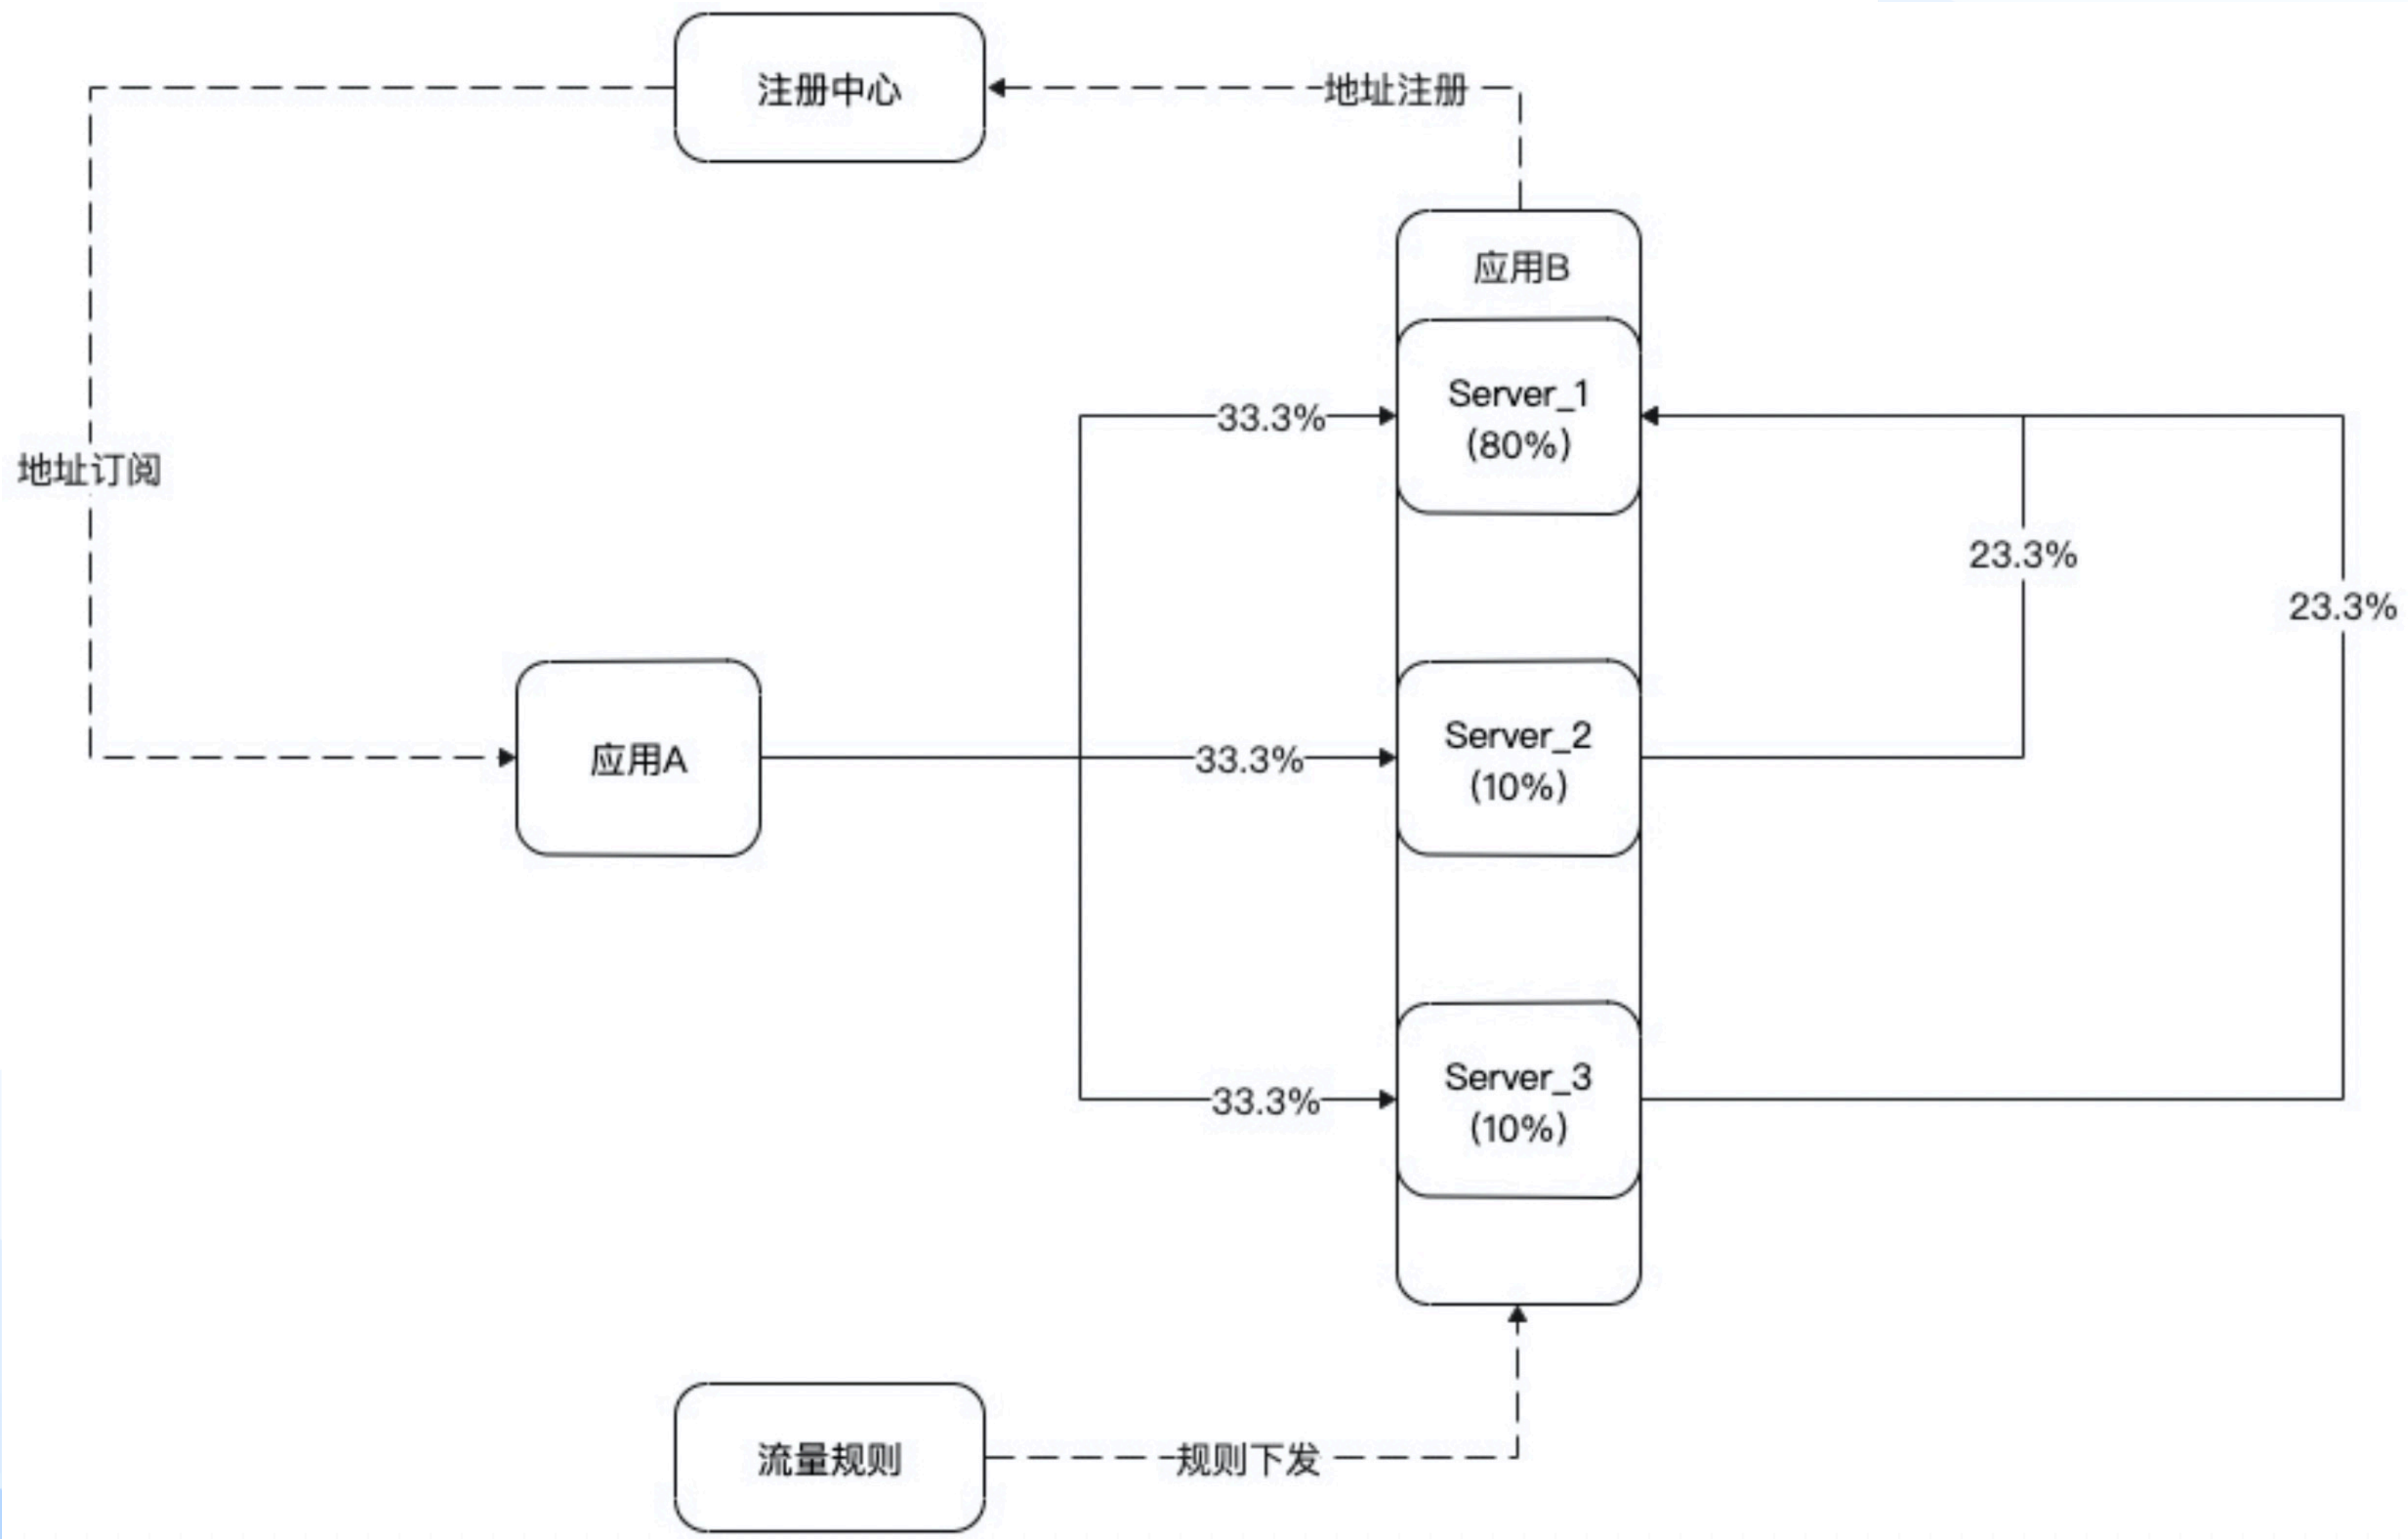 注册中心
地址注册
应用B
Server_1
(80%)
33.3%
地址订阅
23.3%
23.3%
应用A
33.3%
Server_2
(10%)
33.3%
Server_3
(10%)
流量规则
规则下发